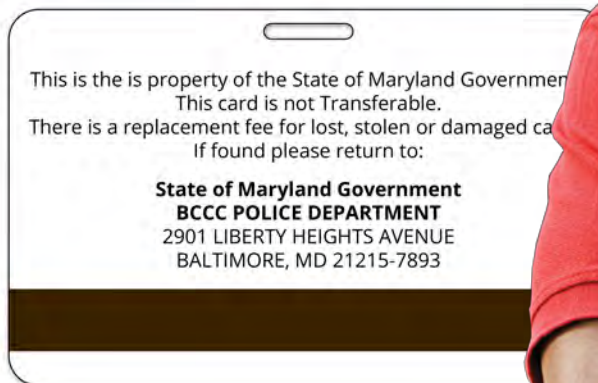 This is the is property of the State of Maryland Governmen
This card is not Transferable.
There is a replacement fee for lost, stolen or damaged ca
If found please return to:
State of Maryland Government
BCCC POLICE DEPARTMENT
2901 LIBERTY HEIGHTS AVENUE
BALTIMORE, MD 21215-7893